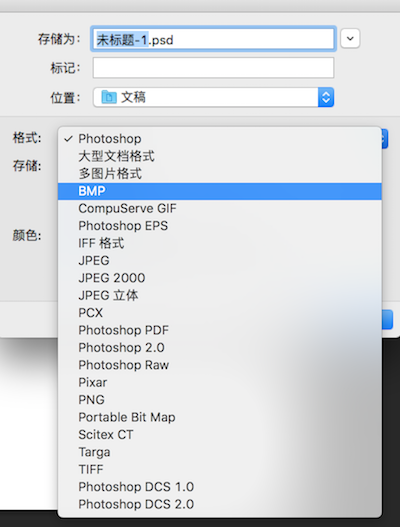 存储为: 未标题-1.psd
标记:
位置: 文稿
格式: ✓ Photoshop
存储: 大型文档格式
多图片格式
BMP
CompuServe GIF
Photoshop EPS
颜色: IFF 格式
JPEG
JPEG 2000
JPEG 立体
PCX
Photoshop PDF
Photoshop 2.0
Photoshop Raw
Pixar
PNG
Portable Bit Map
Scitex CT
Targa
TIFF
Photoshop DCS 1.0
Photoshop DCS 2.0